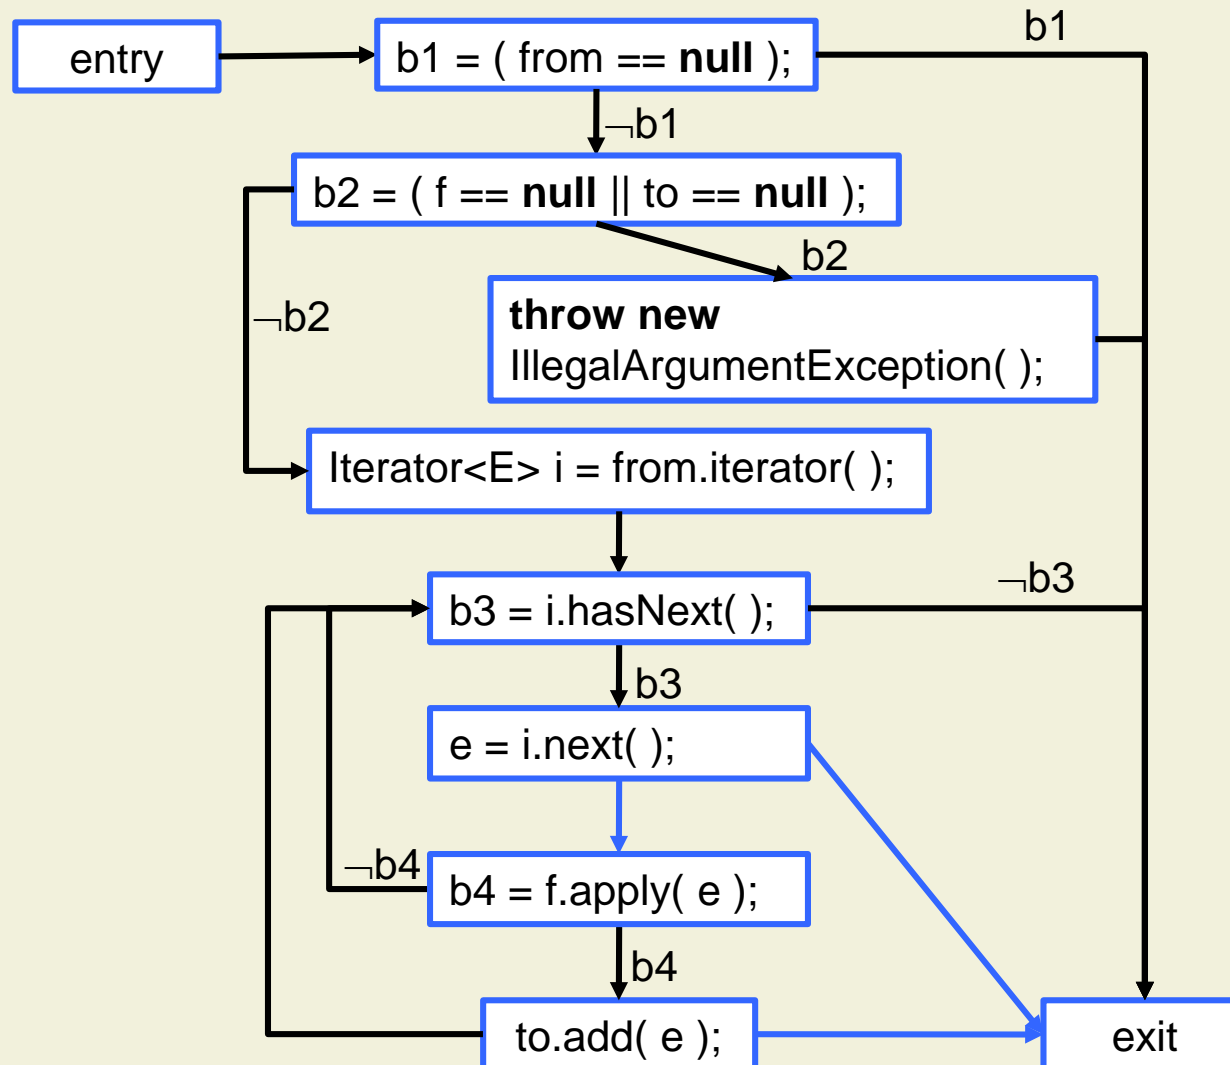 b1
entry
b1 = ( from == null );
¬b1
b2 = ( f == null || to == null );
b2
¬b2
throw new
IllegalArgumentException( );
Iterator<E> i = from.iterator( );
¬b3
b3 = i.hasNext( );
b3
e = i.next( );
¬b4
b4 = f.apply( e );
b4
to.add( e );
exit